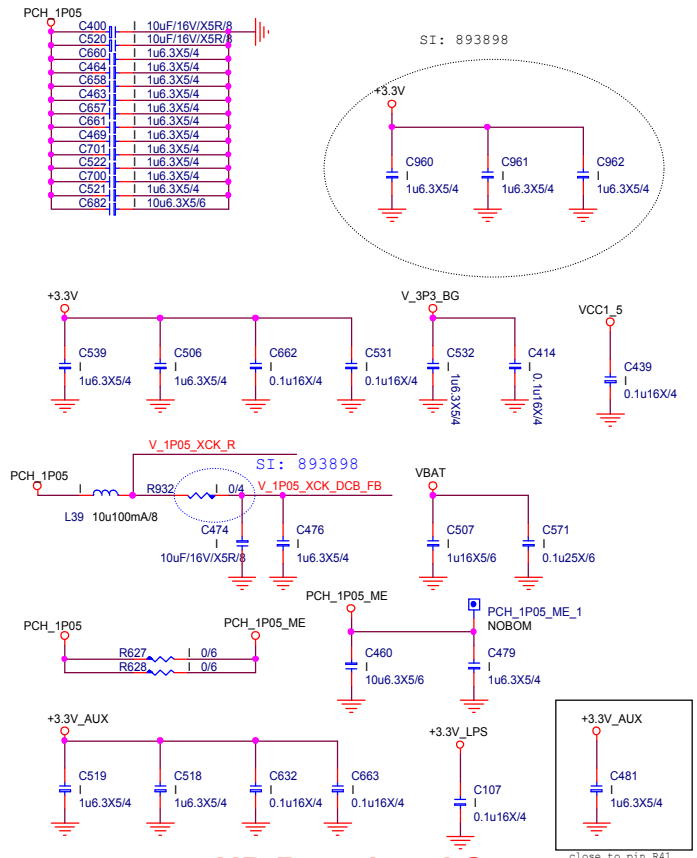 PCH_1P05
C400 I 10uF/16V/X5R/8
C520 I 10uF/16V/X5R/8
C660 I 1u6.3X5/4
C464 I 1u6.3X5/4
C658 I 1u6.3X5/4
C463 I 1u6.3X5/4
C657 I 1u6.3X5/4
C661 I 1u6.3X5/4
C469 I 1u6.3X5/4
C701 I 1u6.3X5/4
C522 I 1u6.3X5/4
C700 I 1u6.3X5/4
C521 I 1u6.3X5/4
C682 I 10u6.3X5/6
SI: 893898
+3.3V
C960 C961 C962
I I I
1u6.3X5/4 1u6.3X5/4 1u6.3X5/4
+3.3V
C539 C506 C662 C531
I I I I
1u6.3X5/4 1u6.3X5/4 0.1u16X/4 0.1u16X/4
V_3P3_BG
C532 C414
I I
1u6.3X5/4 0.1u16X/4
VCC1_5
C439
I
0.1u16X/4
V_1P05_XCK_R
SI: 893898
PCH_1P05
I R932 I 0/4 V_1P05_XCK_DCB_FB
L39 10u100mA/8
C474 C476
I I
10uF/16V/X5R/8 1u6.3X5/4
VBAT
C507 C571
I I
1u16X5/6 0.1u25X/6
PCH_1P05 PCH_1P05_ME
R627 I 0/6
R628 I 0/6
PCH_1P05_ME
PCH_1P05_ME_1
NOBOM
C460 C479
I I
10u6.3X5/6 1u6.3X5/4
+3.3V_AUX
C519 C518 C632 C663
I I I I
1u6.3X5/4 1u6.3X5/4 0.1u16X/4 0.1u16X/4
+3.3V_LPS
C107
I
0.1u16X/4
+3.3V_AUX
C481
I
1u6.3X5/4
close to pin B41